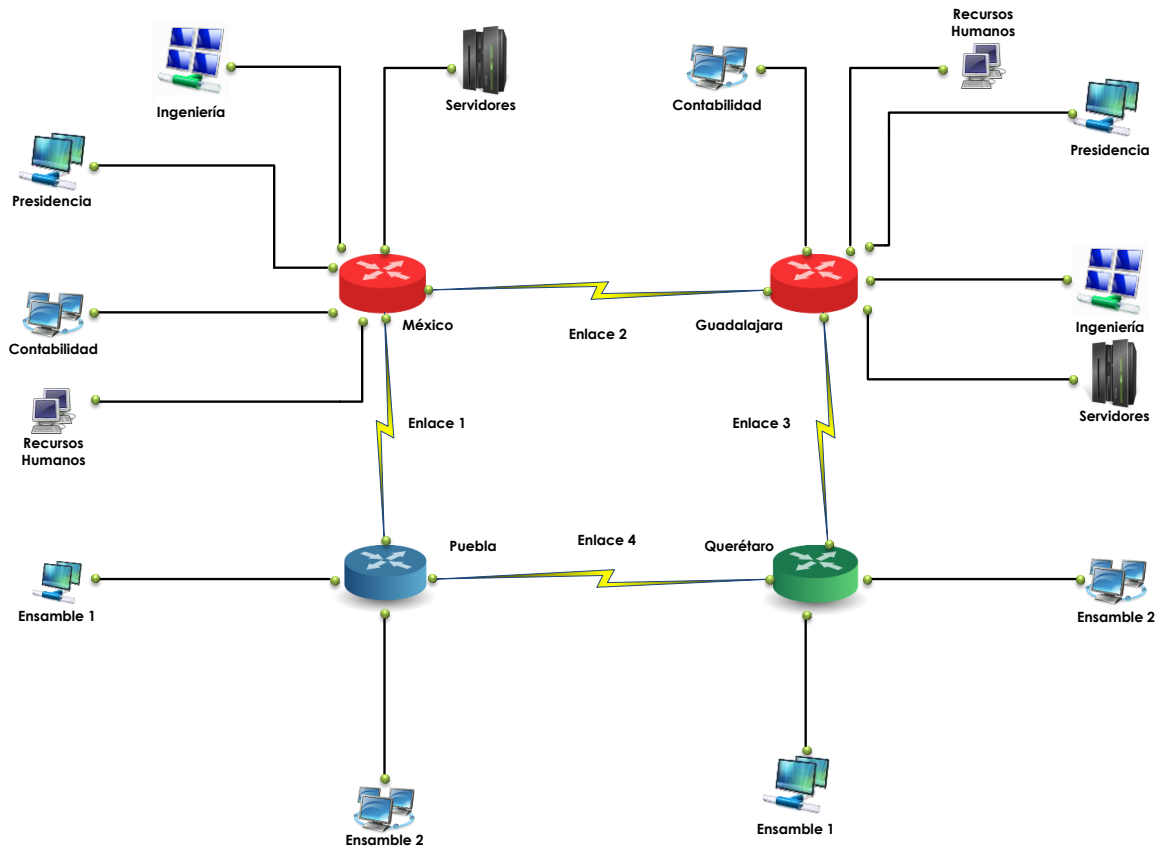 Recursos
Humanos
Ingeniería
Servidores
Contabilidad
Presidencia
Presidencia
México
Guadalajara
Enlace 2
Ingeniería
Contabilidad
Servidores
Enlace 1
Enlace 3
Recursos
Humanos
Puebla
Enlace 4
Querétaro
Ensamble 1
Ensamble 2
Ensamble 1
Ensamble 2